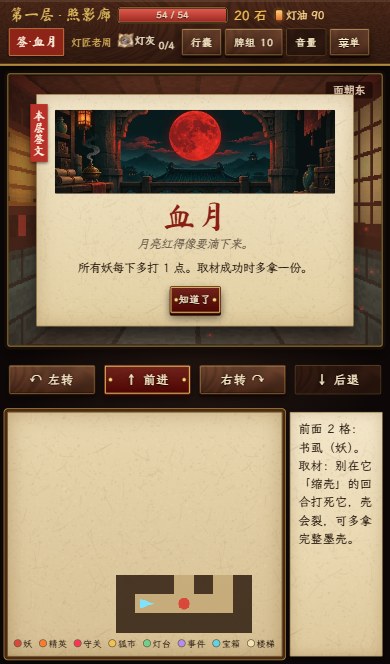 第一层·照影廊
54 / 54
20 石
灯油 90
签·血月
灯匠老周
灯灰 0/4
行囊
牌组 10
音量
菜单
面朝东
本层签文
血月
月亮红得像要滴下来。
所有妖每下多打 1 点。取材成功时多拿一份。
知道了
↶ 左转
↑ 前进
右转 ↷
↓ 后退
前面 2 格：
书虱（妖）。
取材：别在它
「缩壳」的回
合打死它，壳
会裂，可多拿
完整墨壳。
妖 精英 守关 狐市 灯台 事件 宝箱 楼梯